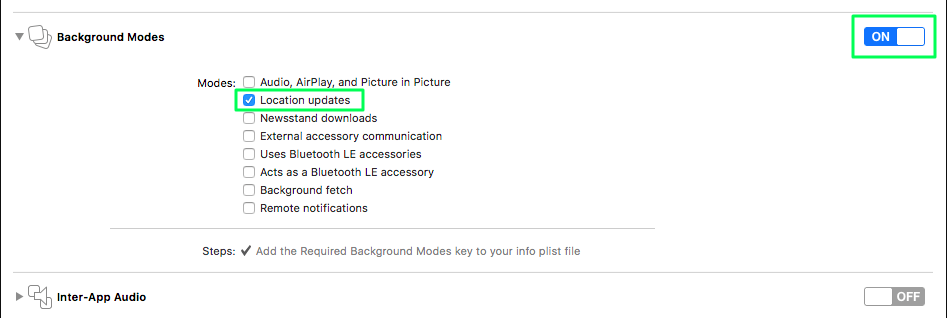 Background Modes ON
Modes: Audio, AirPlay, and Picture in Picture
Location updates
Newsstand downloads
External accessory communication
Uses Bluetooth LE accessories
Acts as a Bluetooth LE accessory
Background fetch
Remote notifications
Steps: ✔ Add the Required Background Modes key to your info plist file
Inter-App Audio OFF